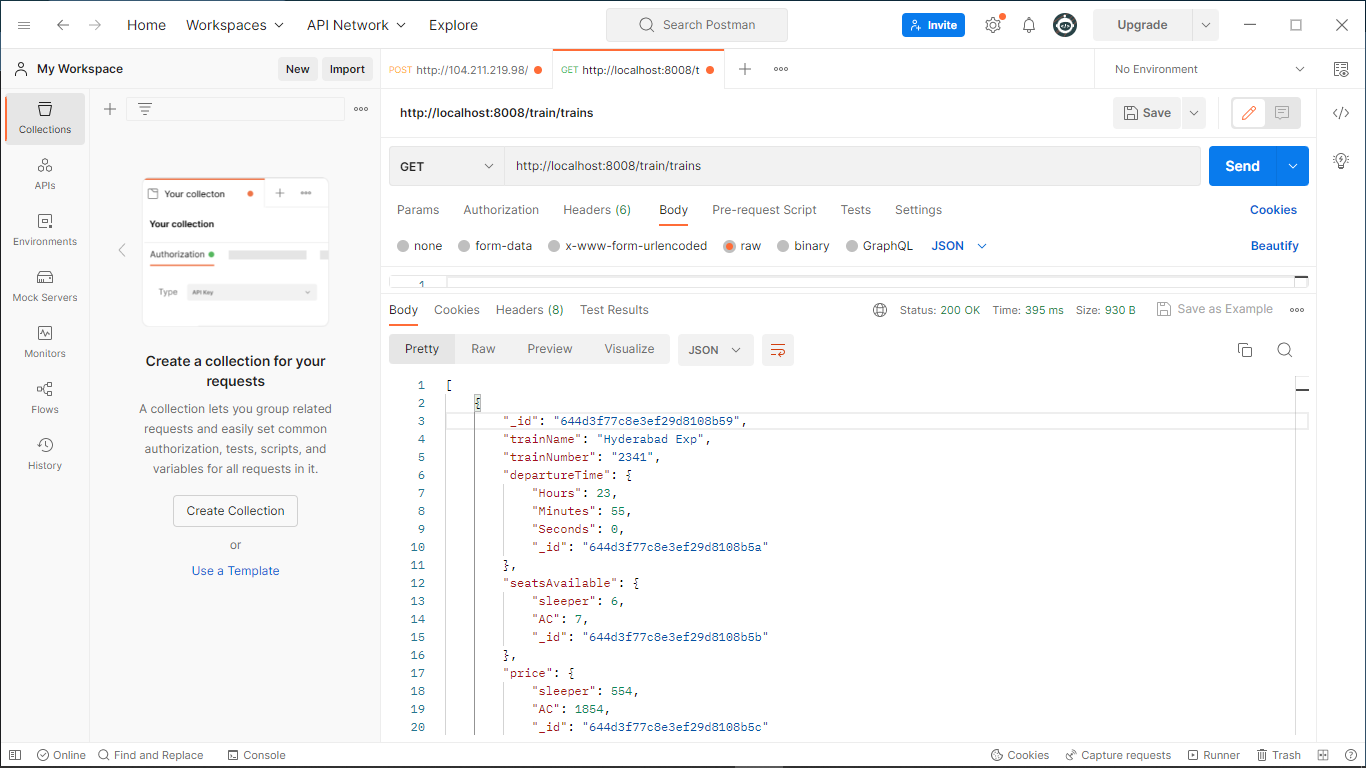 Home Workspaces API Network Explore Search Postman Invite Upgrade
My Workspace New Import
POST http://104.211.219.98/ GET http://localhost:8008/t No Environment
http://localhost:8008/train/trains Save
GET http://localhost:8008/train/trains Send
Params Authorization Headers (6) Body Pre-request Script Tests Settings Cookies
none form-data x-www-form-urlencoded raw binary GraphQL JSON Beautify
1
Body Cookies Headers (8) Test Results Status: 200 OK Time: 395 ms Size: 930 B Save as Example
Pretty Raw Preview Visualize JSON
1 [
2 {
3 "_id": "644d3f77c8e3ef29d8108b59",
4 "trainName": "Hyderabad Exp",
5 "trainNumber": "2341",
6 "departureTime": {
7 "Hours": 23,
8 "Minutes": 55,
9 "Seconds": 0,
10 "_id": "644d3f77c8e3ef29d8108b5a"
11 },
12 "seatsAvailable": {
13 "sleeper": 6,
14 "AC": 7,
15 "_id": "644d3f77c8e3ef29d8108b5b"
16 },
17 "price": {
18 "sleeper": 554,
19 "AC": 1854,
20 "_id": "644d3f77c8e3ef29d8108b5c"
Collections
APIs
Environments
Mock Servers
Monitors
Flows
History
Your collecton
Your collection
Authorization
Type API Key
Create a collection for your
requests
A collection lets you group related
requests and easily set common
authorization, tests, scripts, and
variables for all requests in it.
Create Collection
or
Use a Template
Online Find and Replace Console Cookies Capture requests Runner Trash